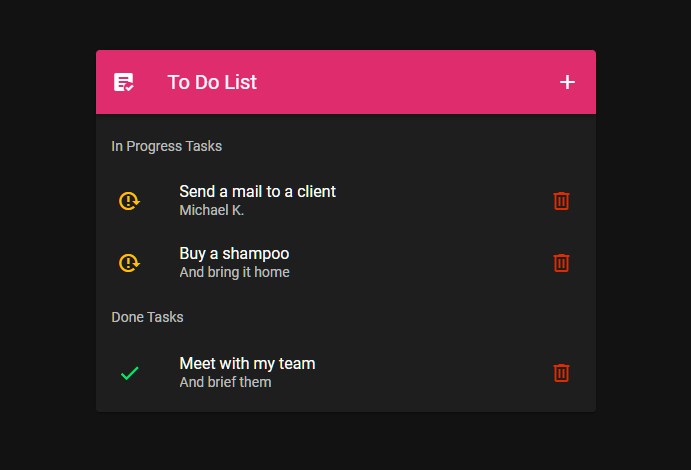 To Do List
In Progress Tasks
Send a mail to a client
Michael K.
Buy a shampoo
And bring it home
Done Tasks
Meet with my team
And brief them